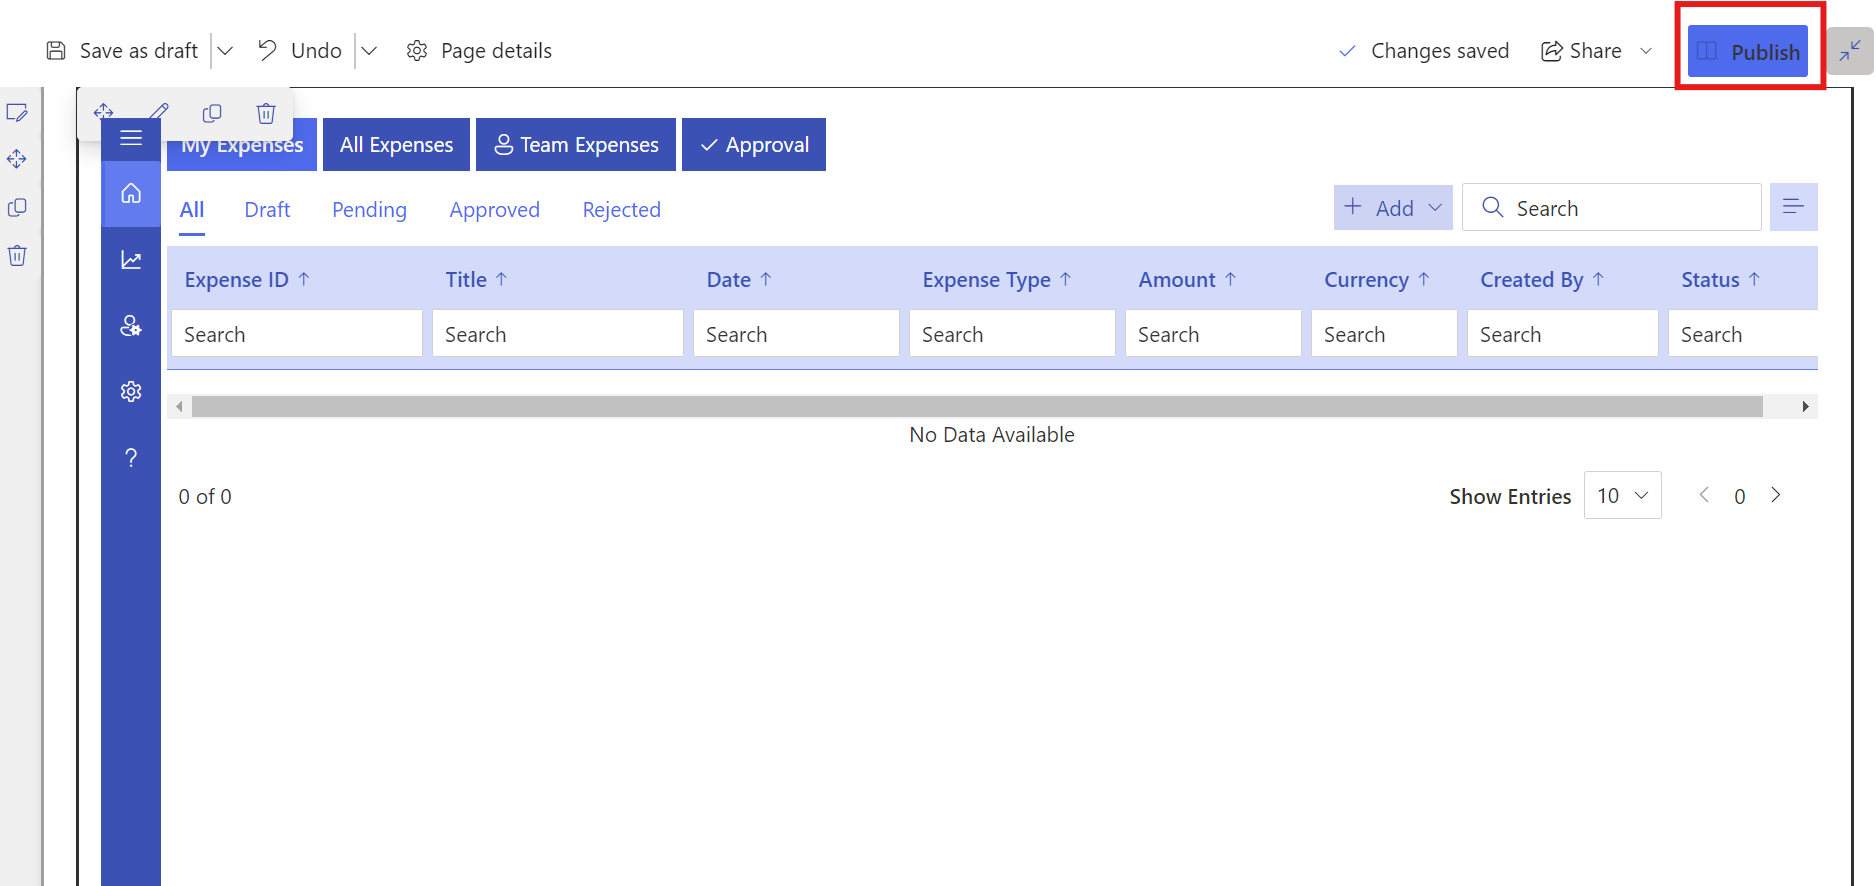 Save as draft Undo Page details Changes saved Share Publish
My Expenses All Expenses Team Expenses Approval
All Draft Pending Approved Rejected Add Search
Expense ID Title Date Expense Type Amount Currency Created By Status
Search Search Search Search Search Search Search Search
No Data Available
0 of 0 Show Entries 10 0